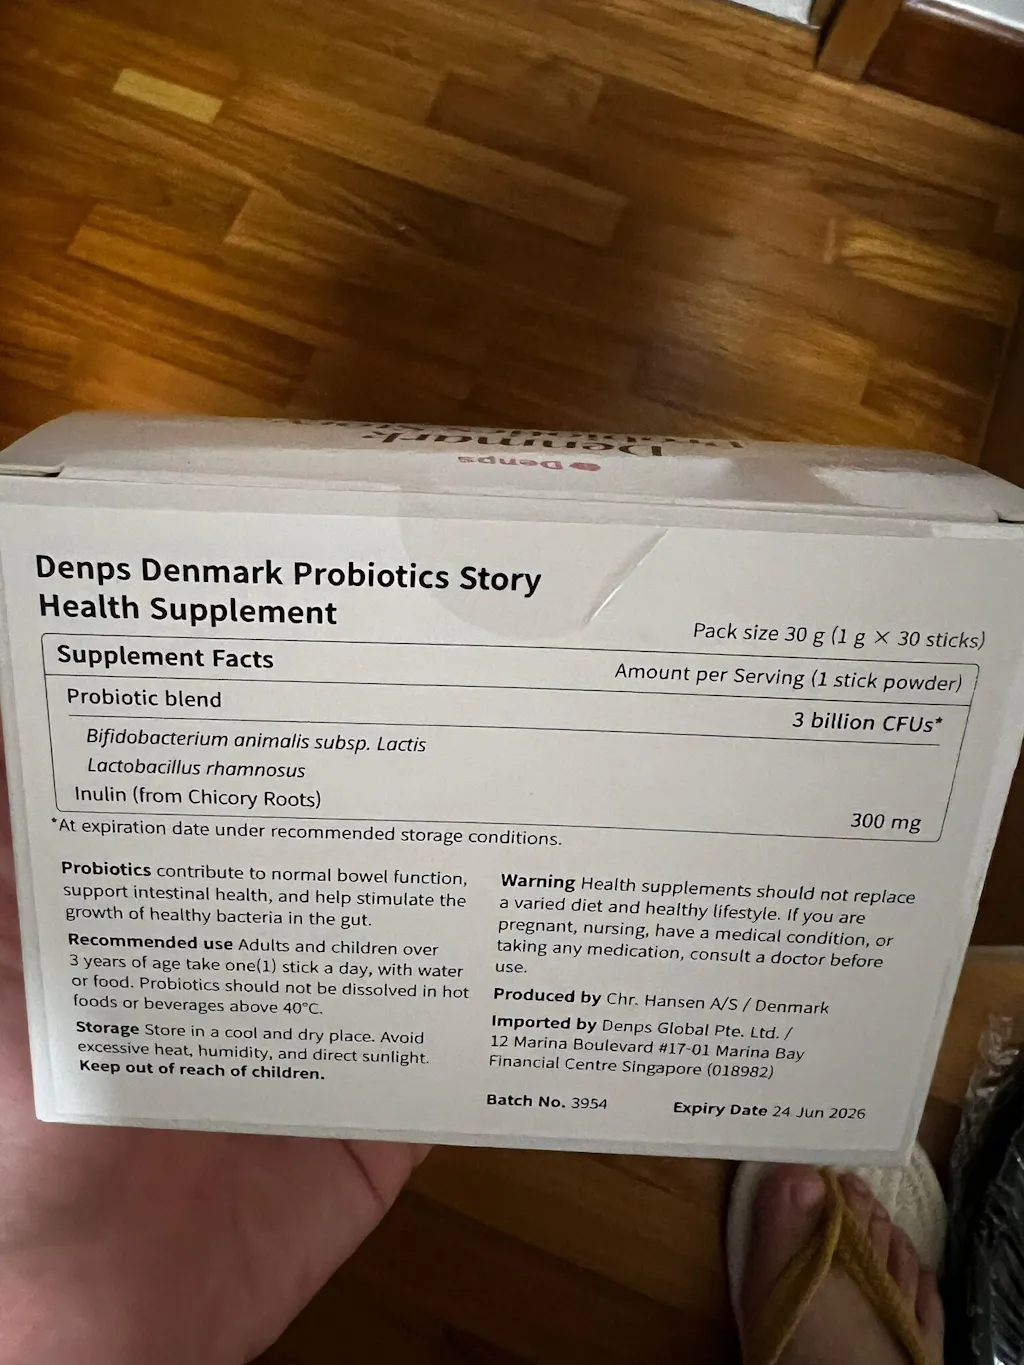 Denps
Denmark
Denps Denmark Probiotics Story
Health Supplement
Pack size 30 g (1 g × 30 sticks)
Supplement Facts
Amount per Serving (1 stick powder)
Probiotic blend
3 billion CFUs*
Bifidobacterium animalis subsp. Lactis
Lactobacillus rhamnosus
Inulin (from Chicory Roots)
300 mg
*At expiration date under recommended storage conditions.
Probiotics contribute to normal bowel function,
support intestinal health, and help stimulate the
growth of healthy bacteria in the gut.
Recommended use Adults and children over
3 years of age take one(1) stick a day, with water
or food. Probiotics should not be dissolved in hot
foods or beverages above 40°C.
Storage Store in a cool and dry place. Avoid
excessive heat, humidity, and direct sunlight.
Keep out of reach of children.
Warning Health supplements should not replace
a varied diet and healthy lifestyle. If you are
pregnant, nursing, have a medical condition, or
taking any medication, consult a doctor before
use.
Produced by Chr. Hansen A/S / Denmark
Imported by Denps Global Pte. Ltd. /
12 Marina Boulevard #17-01 Marina Bay
Financial Centre Singapore (018982)
Batch No. 3954
Expiry Date 24 Jun 2026